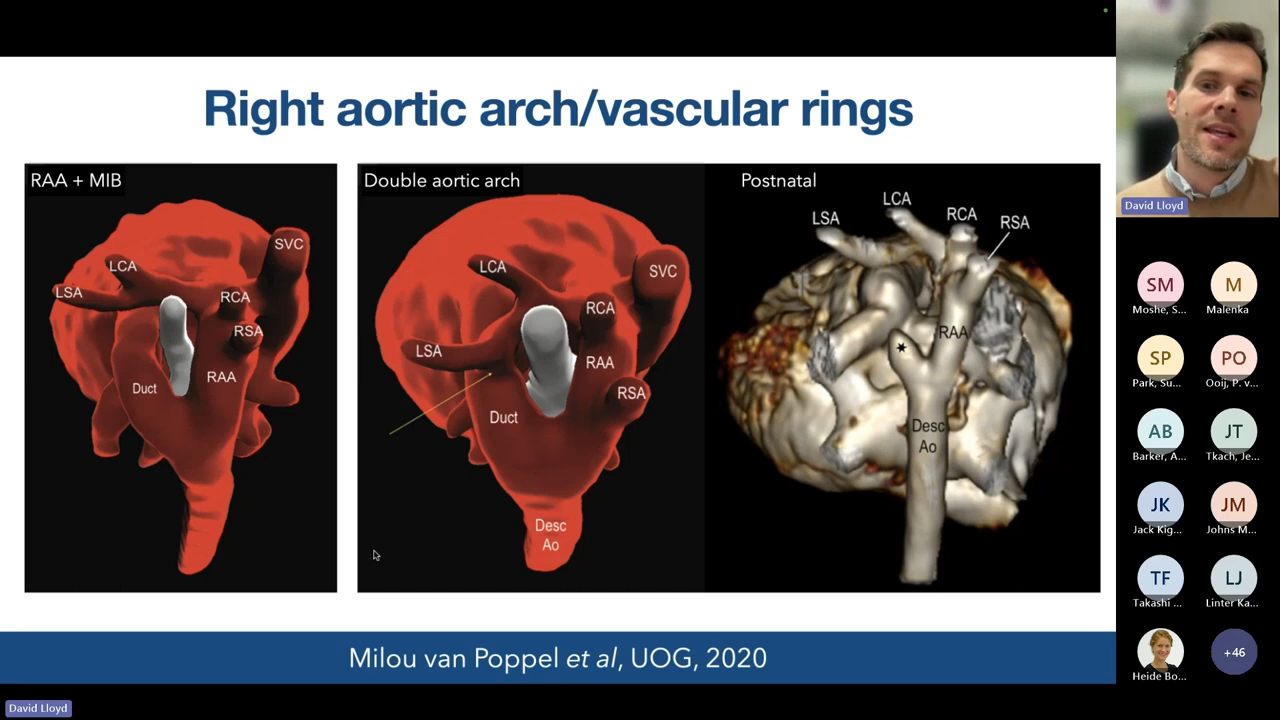 Right aortic arch/vascular rings
RAA + MIB
SVC
LCA
LSA
RCA
RSA
Duct
RAA
Double aortic arch
LCA
SVC
RCA
LSA
RAA
RSA
Duct
Desc
Ao
Postnatal
LCA
LSA
RCA
RSA
RAA
Desc
Ao
Milou van Poppel et al, UOG, 2020
David Lloyd
SM
Moshe, S...
M
Malenka
SP
Park, Su...
PO
Ooij, P. v...
AB
Barker, A...
JT
Tkach, Je...
JK
Jack Kig...
JM
Johns M...
TF
Takashi ...
LJ
Linter Ka...
Heide Bo...
+46
David Lloyd